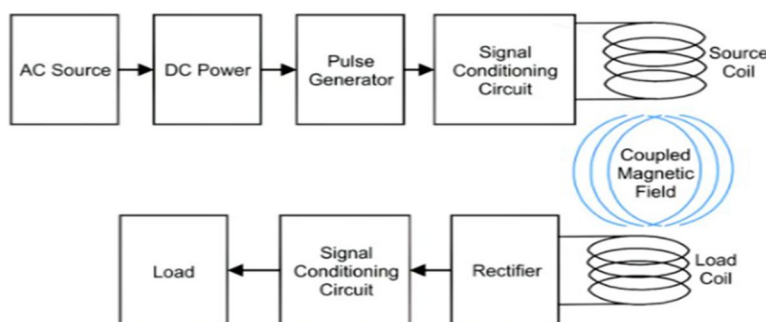 AC Source
DC Power
Pulse
Generator
Signal
Conditioning
Circuit
Source
Coil
Coupled
Magnetic
Field
Load
Signal
Conditioning
Circuit
Rectifier
Load
Coil